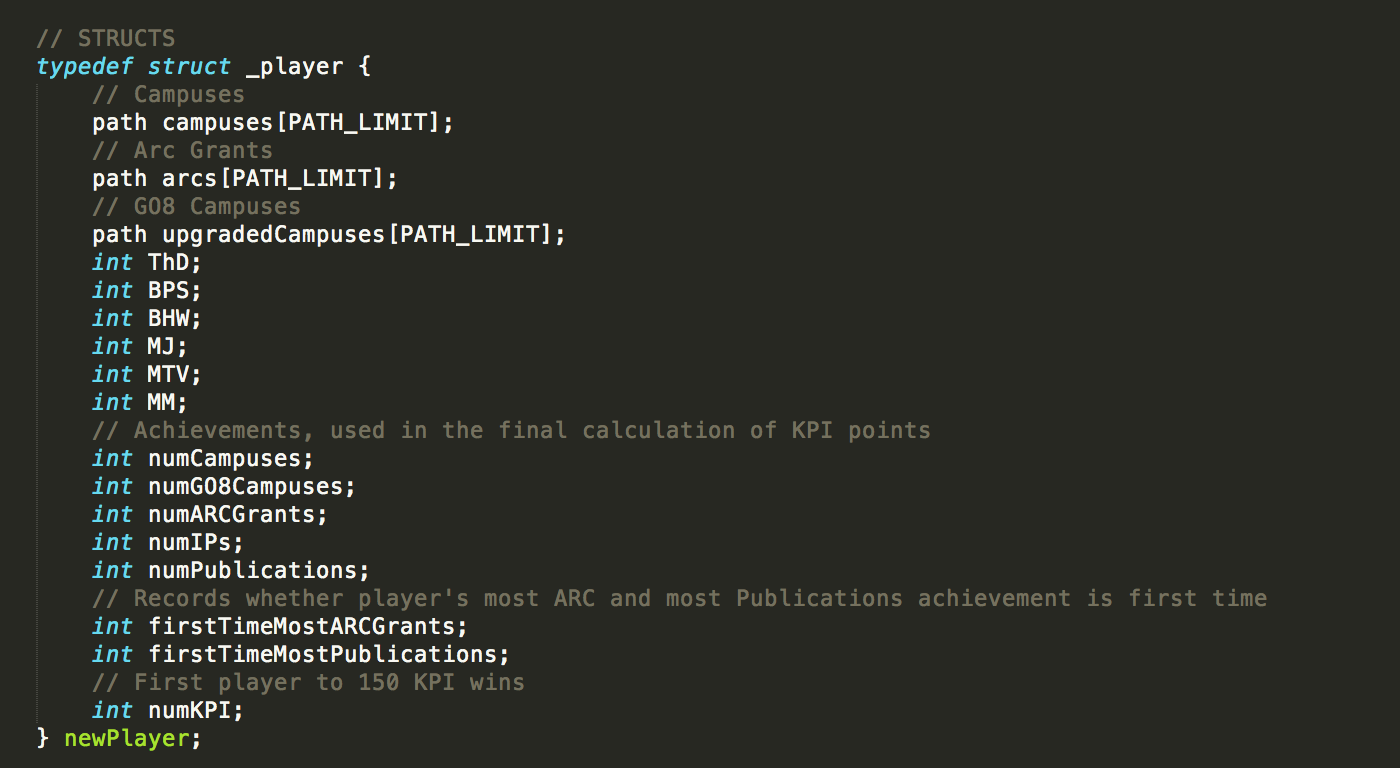 // STRUCTS
typedef struct _player {
    // Campuses
    path campuses[PATH_LIMIT];
    // Arc Grants
    path arcs[PATH_LIMIT];
    // GO8 Campuses
    path upgradedCampuses[PATH_LIMIT];
    int ThD;
    int BPS;
    int BHW;
    int MJ;
    int MTV;
    int MM;
    // Achievements, used in the final calculation of KPI points
    int numCampuses;
    int numGO8Campuses;
    int numARCGrants;
    int numIPs;
    int numPublications;
    // Records whether player's most ARC and most Publications achievement is first time
    int firstTimeMostARCGrants;
    int firstTimeMostPublications;
    // First player to 150 KPI wins
    int numKPI;
} newPlayer;